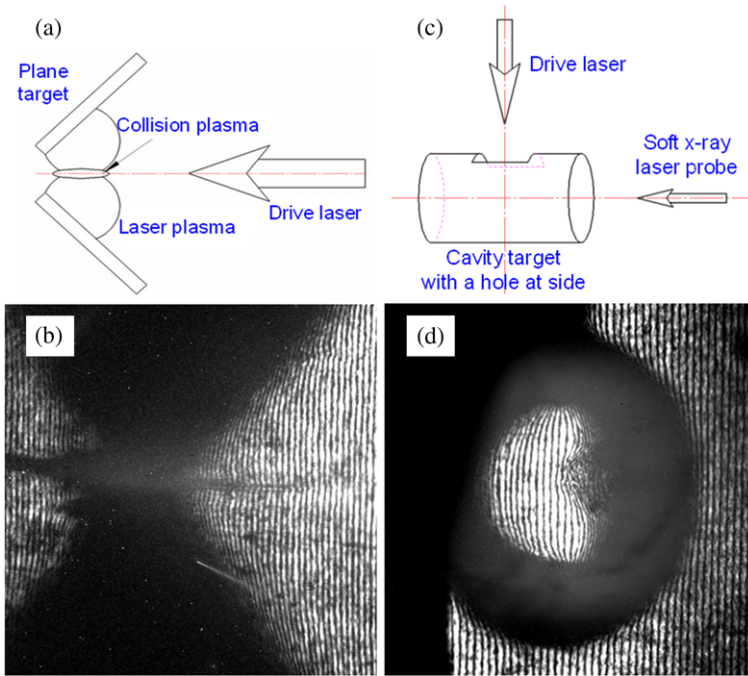 (a)
Plane
target
Collision plasma
Laser plasma
Drive laser
(c)
Drive laser
Soft x-ray
laser probe
Cavity target
with a hole at side
(b)
(d)